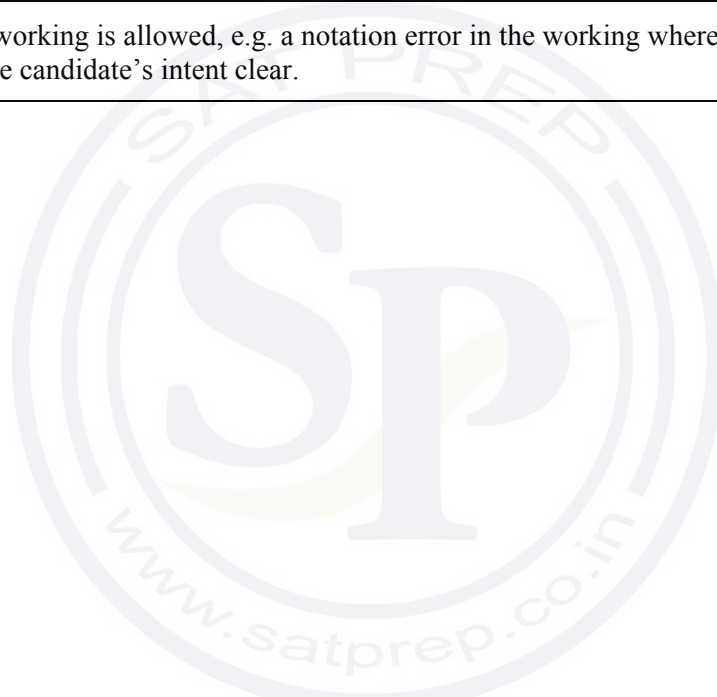 working is allowed, e.g. a notation error in the working where
e candidate's intent clear.
SAT PREP
SP
www.satprep.co.in